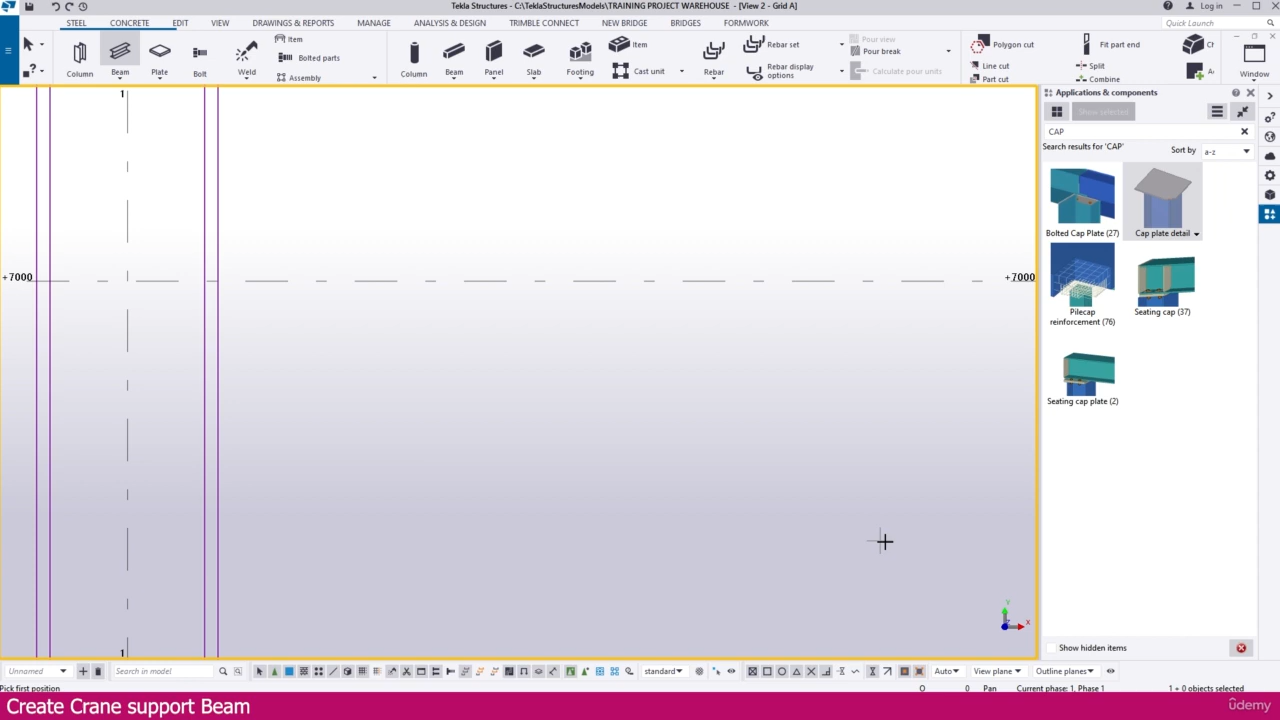 Tekla Structures - C:\TeklaStructuresModels\TRAINING PROJECT WAREHOUSE - [View 2 - Grid A]
Log in
STEEL CONCRETE EDIT VIEW DRAWINGS & REPORTS MANAGE ANALYSIS & DESIGN TRIMBLE CONNECT NEW BRIDGE BRIDGES FORMWORK
Quick Launch
Column Beam Plate Bolt Weld
Item
Bolted parts
Assembly
Column Beam Panel Slab Footing
Item
Cast unit
Rebar
Rebar set
Rebar display options
Pour view
Pour break
Calculate pour units
Polygon cut
Line cut
Part cut
Fit part end
Split
Combine
Window
Applications & components
Show selected
CAP
Search results for 'CAP'
Sort by
a-z
Bolted Cap Plate (27)
Cap plate detail
Pilecap
reinforcement (76)
Seating cap (37)
Seating cap plate (2)
Show hidden items
1
+7000
+7000
1
Y
X
Unnamed
Search in model
standard
Auto
View plane
Outline planes
Pick first position
O
0
Pan
Current phase: 1, Phase 1
1 + 0 objects selected
Create Crane support Beam
ûdemy